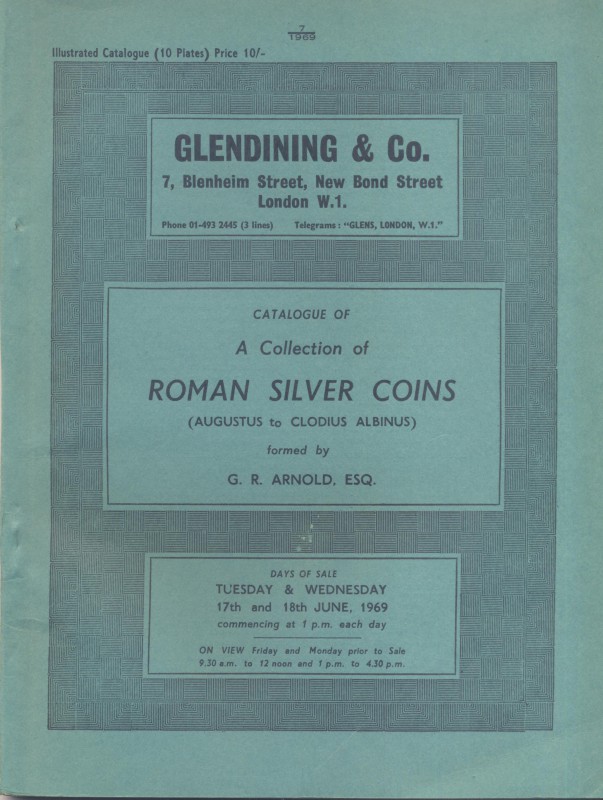 7
1969
Illustrated Catalogue (10 Plates) Price 10/-
GLENDINING & Co.
7, Blenheim Street, New Bond Street
London W.1.
Phone 01-493 2445 (3 lines) Telegrams: "GLENS, LONDON, W.1."
CATALOGUE OF
A Collection of
ROMAN SILVER COINS
(AUGUSTUS to CLODIUS ALBINUS)
formed by
G. R. ARNOLD, ESQ.
DAYS OF SALE
TUESDAY & WEDNESDAY
17th and 18th JUNE, 1969
commencing at 1 p.m. each day
ON VIEW Friday and Monday prior to Sale
9.30 a.m. to 12 noon and 1 p.m. to 4.30 p.m.